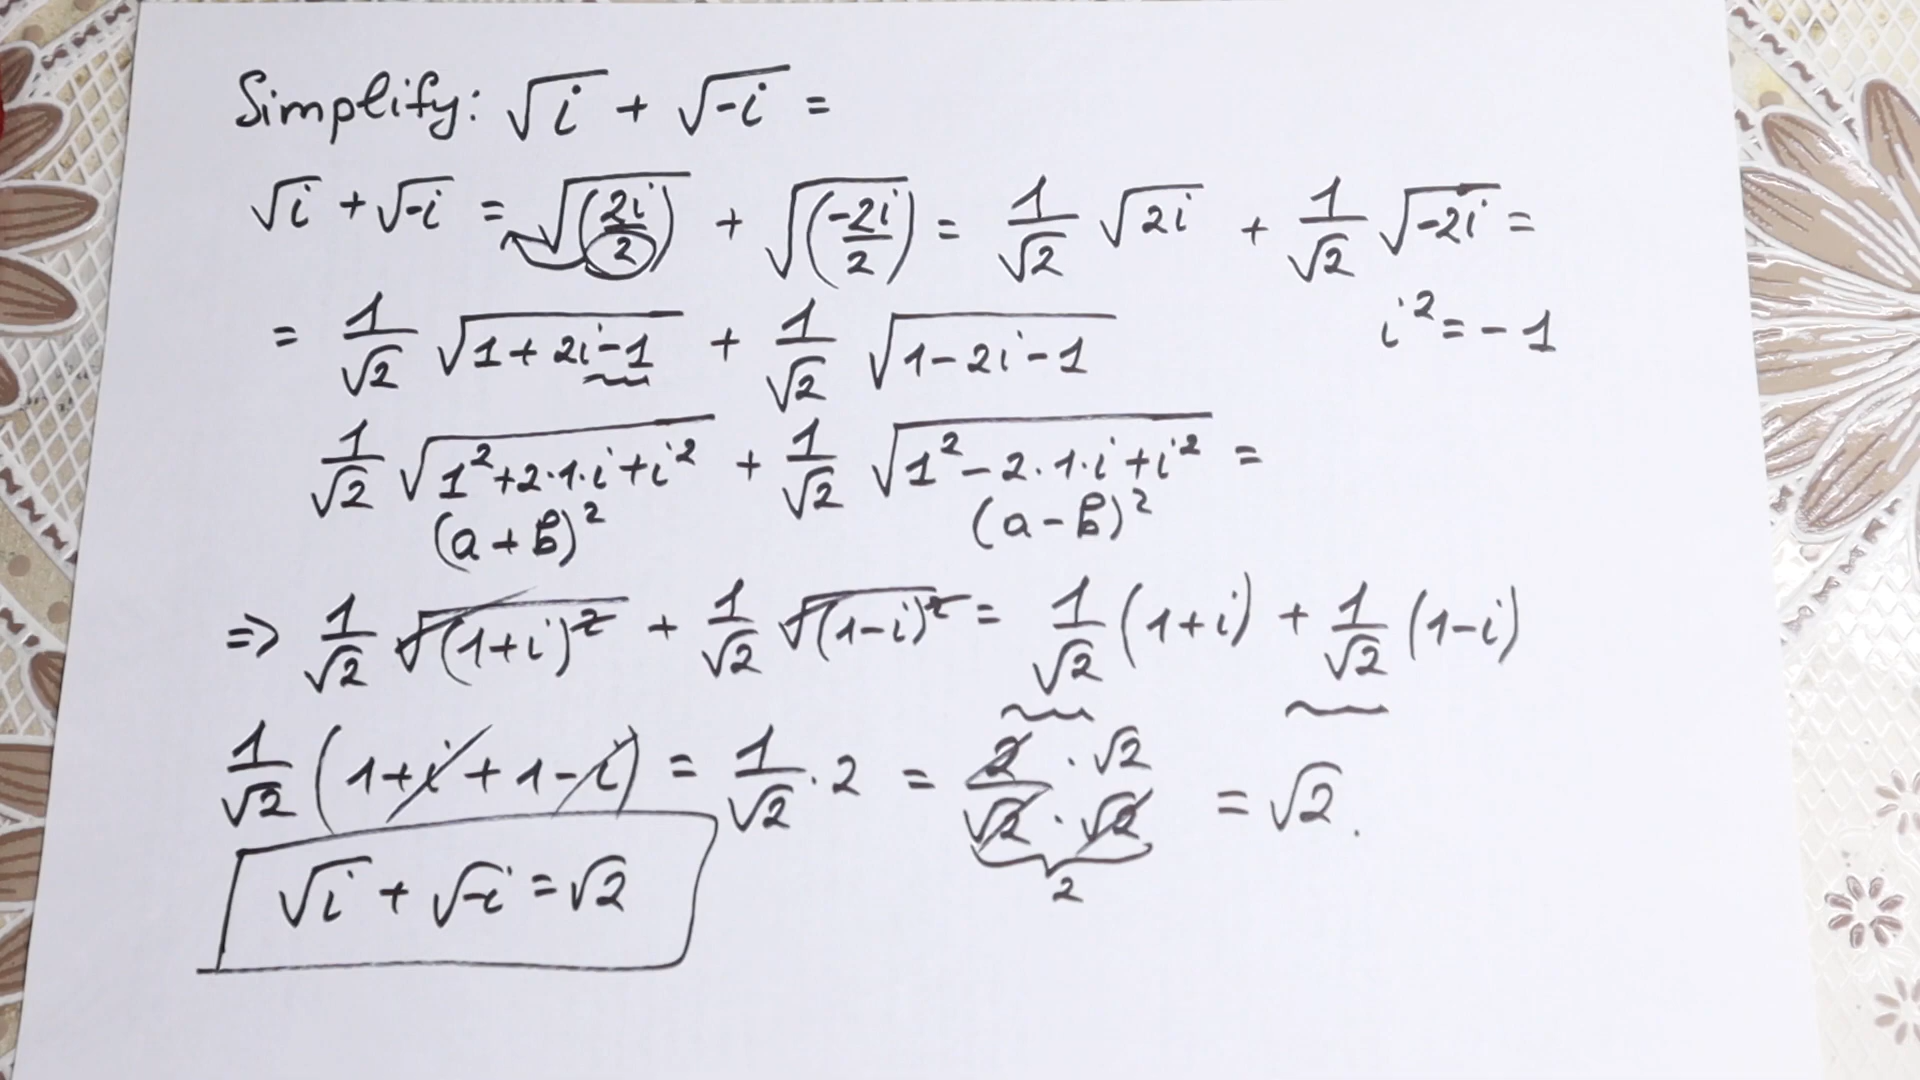 Simplify: √i + √-i =
√i + √-i = √(2i/2) + √(-2i/2) = 1/√2 √2i + 1/√2 √-2i =
i² = -1
= 1/√2 √1+2i-1 + 1/√2 √1-2i-1
1/√2 √1²+2·1·i+i² + 1/√2 √1²-2·1·i+i² =
(a+b)² (a-b)²
=> 1/√2 √(1+i)² + 1/√2 √(1-i)² = 1/√2 (1+i) + 1/√2 (1-i)
1/√2 (1+i+1-i) = 1/√2 · 2 = 2·√2/√2·√2 = √2.
2
√i + √-i = √2